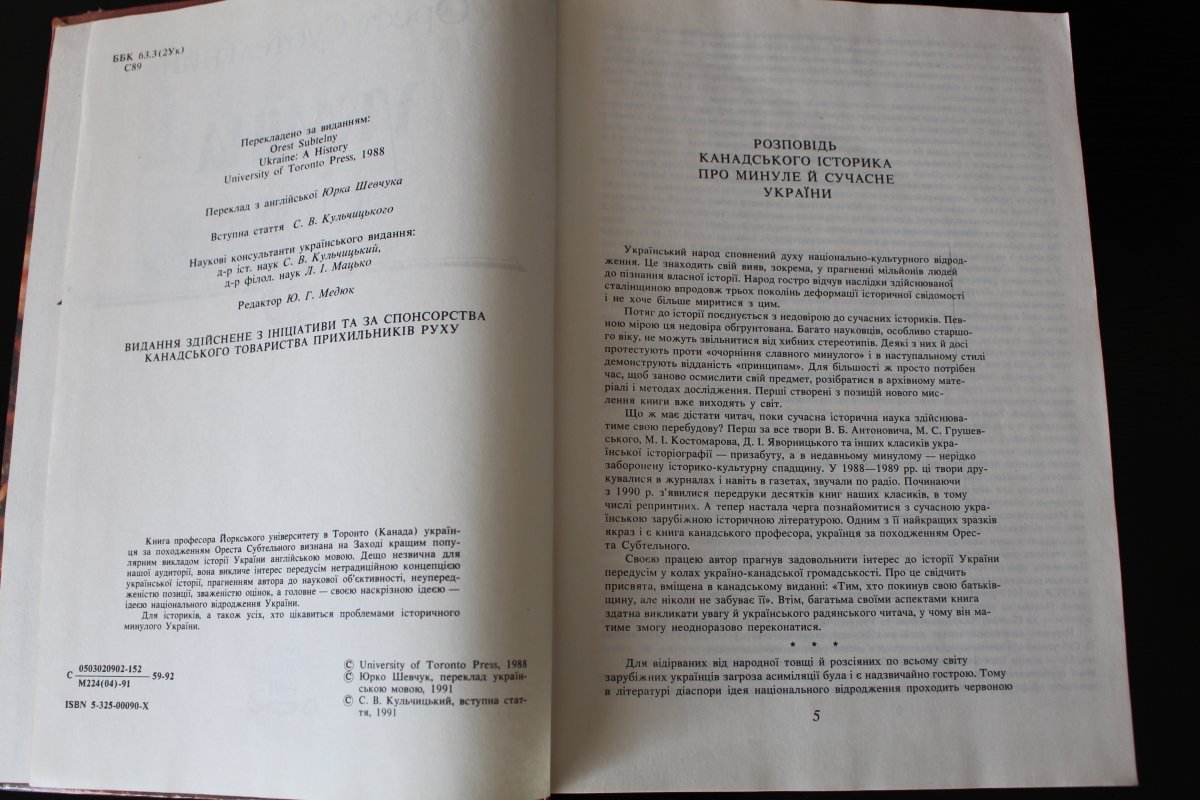 ББК 63.3(2Ук)
С89
Перекладено за виданням:
Orest Subtelny
Ukraine: A History
University of Toronto Press, 1988
Переклад з англійської Юрка Шевчука
Вступна стаття С. В. Кульчицького
Наукові консультанти українського видання:
д-р іст. наук С. В. Кульчицький,
д-р філол. наук Л. І. Мацько
Редактор Ю. Г. Медюк
ВИДАННЯ ЗДІЙСНЕНЕ З ІНІЦІАТИВИ ТА ЗА СПОНСОРСТВА
КАНАДСЬКОГО ТОВАРИСТВА ПРИХИЛЬНИКІВ РУХУ
Книга професора Йоркського університету в Торонто (Канада) україн-
ця за походженням Ореста Субтельного визнана на Заході кращим попу-
лярним викладом історії України англійською мовою. Дещо незвична для
нашої аудиторії, вона викличе інтерес передусім нетрадиційною концепцією
української історії, прагненням автора до наукової об'єктивності, неуперед-
женістю позиції, зваженістю оцінок, а головне — своєю наскрізною ідеєю —
ідеєю національного відродження України.
Для істориків, а також усіх, хто цікавиться проблемами історичного
минулого України.
С 0503020902-152 59-92
М224(04)-91
ISBN 5-325-00090-X
© University of Toronto Press, 1988
© Юрко Шевчук, переклад україн-
ською мовою, 1991
© С. В. Кульчицький, вступна стат-
тя, 1991
РОЗПОВІДЬ
КАНАДСЬКОГО ІСТОРИКА
ПРО МИНУЛЕ Й СУЧАСНЕ
УКРАЇНИ
Український народ сповнений духу національно-культурного відрод-
ження. Це знаходить свій вияв, зокрема, у прагненні мільйонів людей
до пізнання власної історії. Народ гостро відчув наслідки здійснюваної
сталінщиною впродовж трьох поколінь деформації історичної свідомості
і не хоче більше миритися з цим.
Потяг до історії поєднується з недовірою до сучасних істориків. Пев-
ною мірою ця недовіра обгрунтована. Багато науковців, особливо старшо-
го віку, не можуть звільнитися від хибних стереотипів. Деякі з них й досі
протестують проти «очорніння славного минулого» і в наступальному стилі
демонструють відданість «принципам». Для більшості ж просто потрібен
час, щоб заново осмислити свій предмет, розібратися в архівному мате-
ріалі і методах дослідження. Перші створені з позицій нового мис-
лення книги вже виходять у світ.
Що ж має дістати читач, поки сучасна історична наука здійснюва-
тиме свою перебудову? Перш за все твори В. Б. Антоновича, М. С. Грушев-
ського, М. І. Костомарова, Д. І. Яворницького та інших класиків укра-
їнської історіографії — призабуту, а в недавньому минулому — нерідко
заборонену історико-культурну спадщину. У 1988—1989 рр. ці твори дру-
кувалися в журналах і навіть в газетах, звучали по радіо. Починаючи
з 1990 р. з'явилися передруки десятків книг наших класиків, в тому
числі репринтних. А тепер настала черга познайомитися з сучасною укра-
їнською зарубіжною історичною літературою. Одним з її найкращих зразків
якраз і є книга канадського професора, українця за походженням Орес-
та Субтельного.
Своєю працею автор прагнув задовольнити інтерес до історії України
передусім у колах україно-канадської громадськості. Про це свідчить
присвята, вміщена в канадському виданні: «Тим, хто покинув свою батьків-
щину, але ніколи не забуває її». Втім, багатьма своїми аспектами книга
здатна викликати увагу й українського радянського читача, у чому він ма-
тиме змогу неодноразово переконатися.
* * *
Для відірваних від народної товщі й розсіяних по всьому світу
зарубіжних українців загроза асиміляції була і є надзвичайно гострою. Тому
в літературі діаспори ідея національного відродження проходить червоною
5